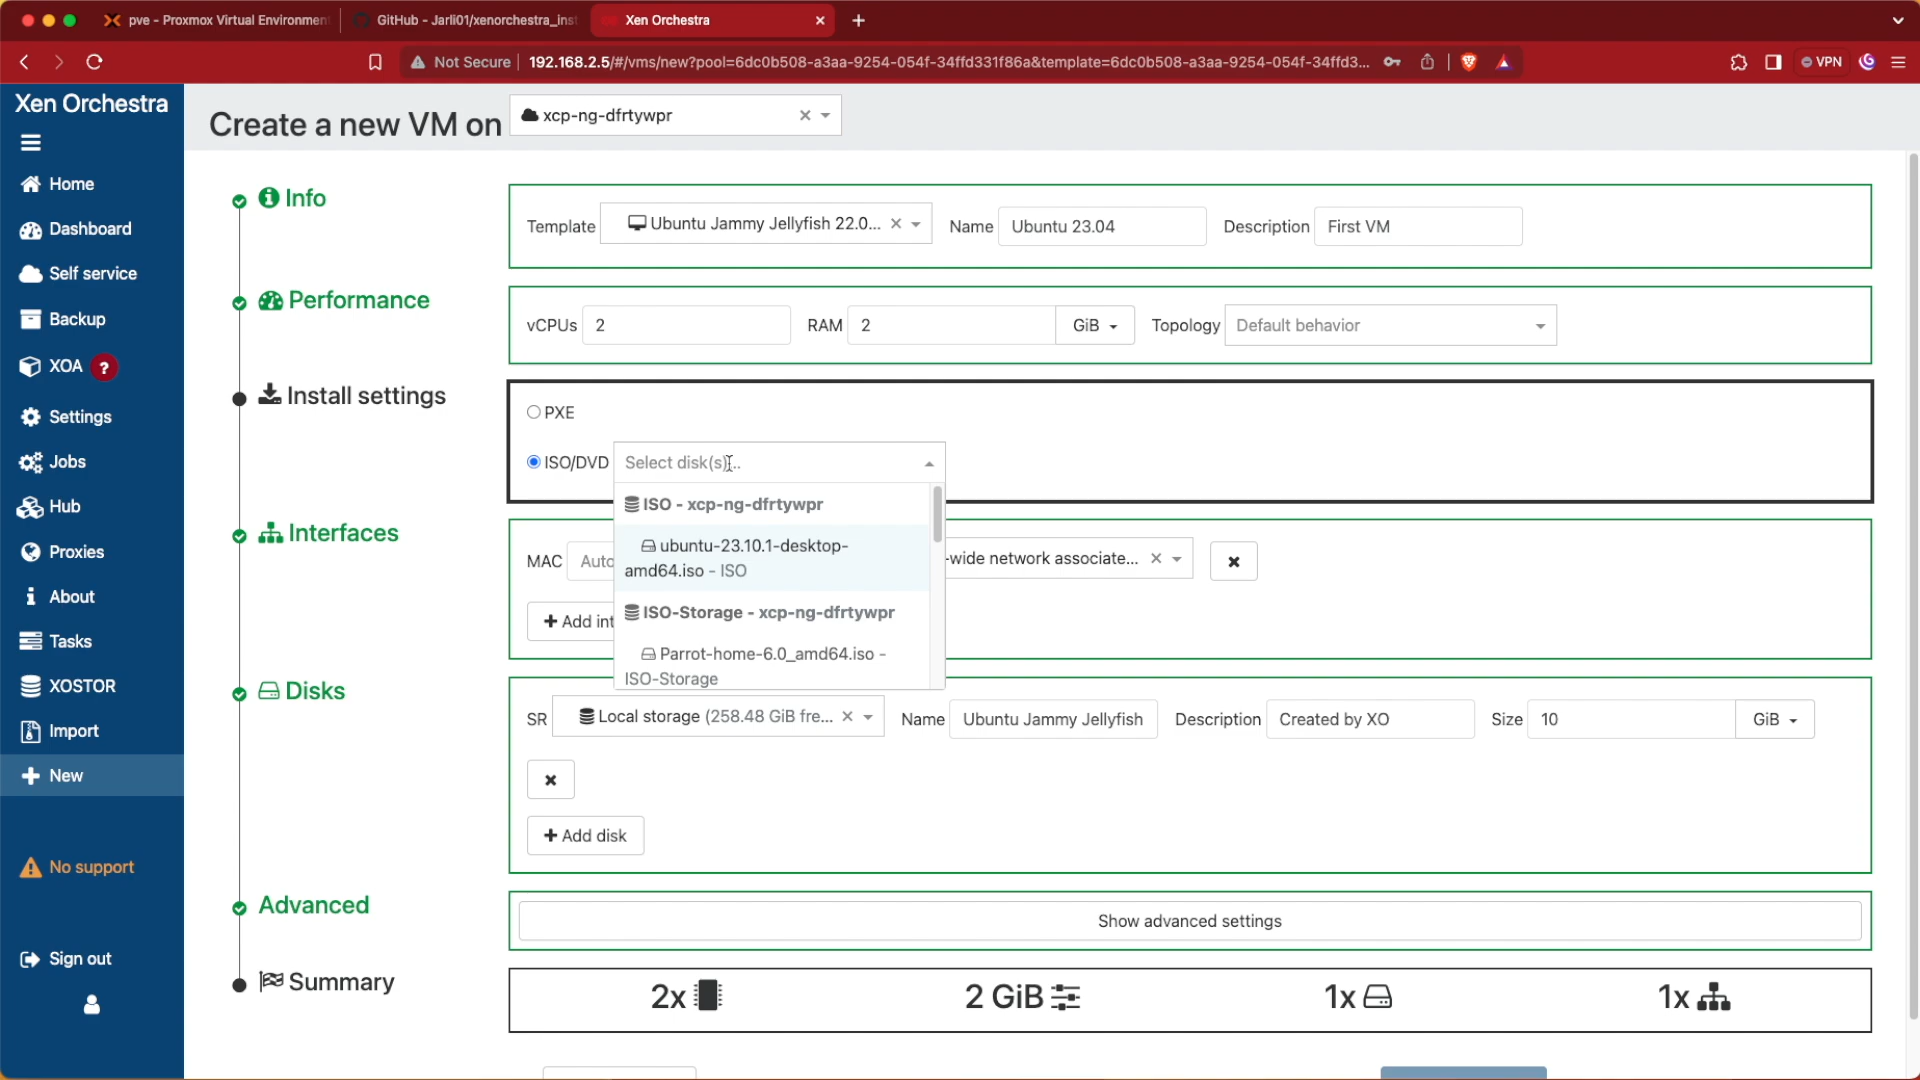 pve - Proxmox Virtual Environmen
GitHub - Jarli01/xenorchestra_inst
Xen Orchestra
Not Secure
192.168.2.5/#/vms/new?pool=6dc0b508-a3aa-9254-054f-34ffd331f86a&template=6dc0b508-a3aa-9254-054f-34ffd3...
VPN
Xen Orchestra
Home
Dashboard
Self service
Backup
XOA ?
Settings
Jobs
Hub
Proxies
About
Tasks
XOSTOR
Import
New
No support
Sign out
Create a new VM on
xcp-ng-dfrtywpr
Info
Template
Ubuntu Jammy Jellyfish 22.0...
Name
Ubuntu 23.04
Description
First VM
Performance
vCPUs
2
RAM
2
GiB
Topology
Default behavior
Install settings
PXE
ISO/DVD
Select disk(s)...
ISO - xcp-ng-dfrtywpr
ubuntu-23.10.1-desktop-
amd64.iso - ISO
ISO-Storage - xcp-ng-dfrtywpr
Parrot-home-6.0_amd64.iso -
ISO-Storage
Interfaces
MAC
Auto
-wide network associate...
Add int
Disks
SR
Local storage (258.48 GiB fre...
Name
Ubuntu Jammy Jellyfish
Description
Created by XO
Size
10
GiB
Add disk
Advanced
Show advanced settings
Summary
2x
2 GiB
1x
1x